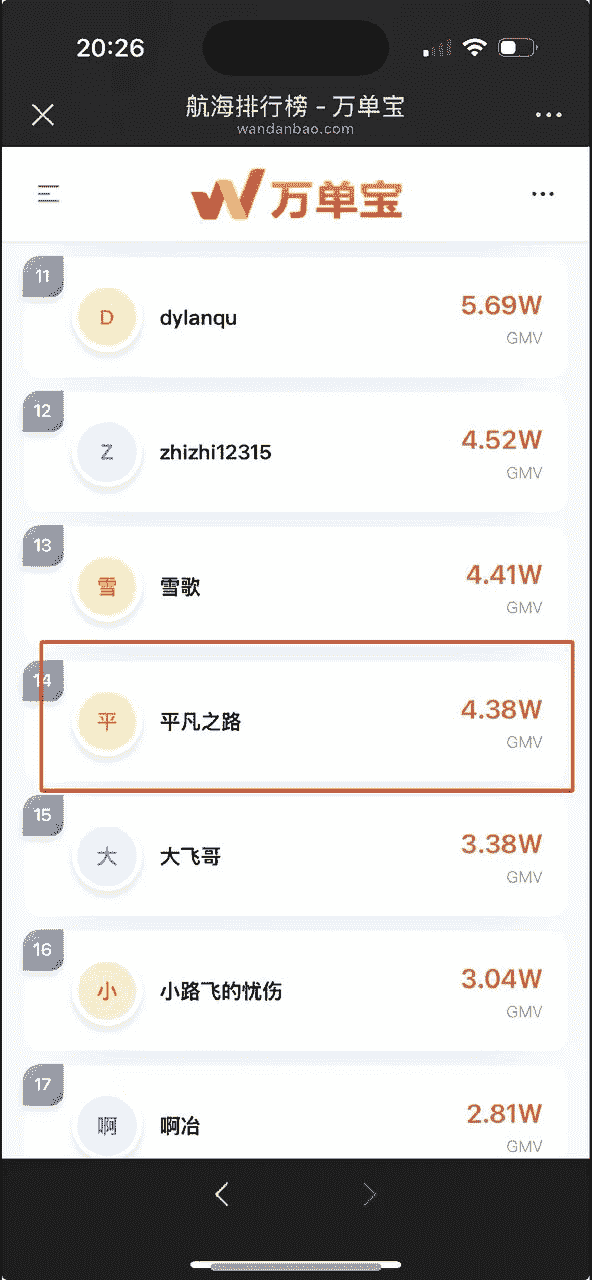 20:26
航海排行榜 - 万单宝
wandanbao.com
万单宝
11
D
dylanqu
5.69W
GMV
12
Z
zhizhi12315
4.52W
GMV
13
雪
雪歌
4.41W
GMV
14
平
平凡之路
4.38W
GMV
15
大
大飞哥
3.38W
GMV
16
小
小路飞的忧伤
3.04W
GMV
17
啊
啊冶
2.81W
GMV